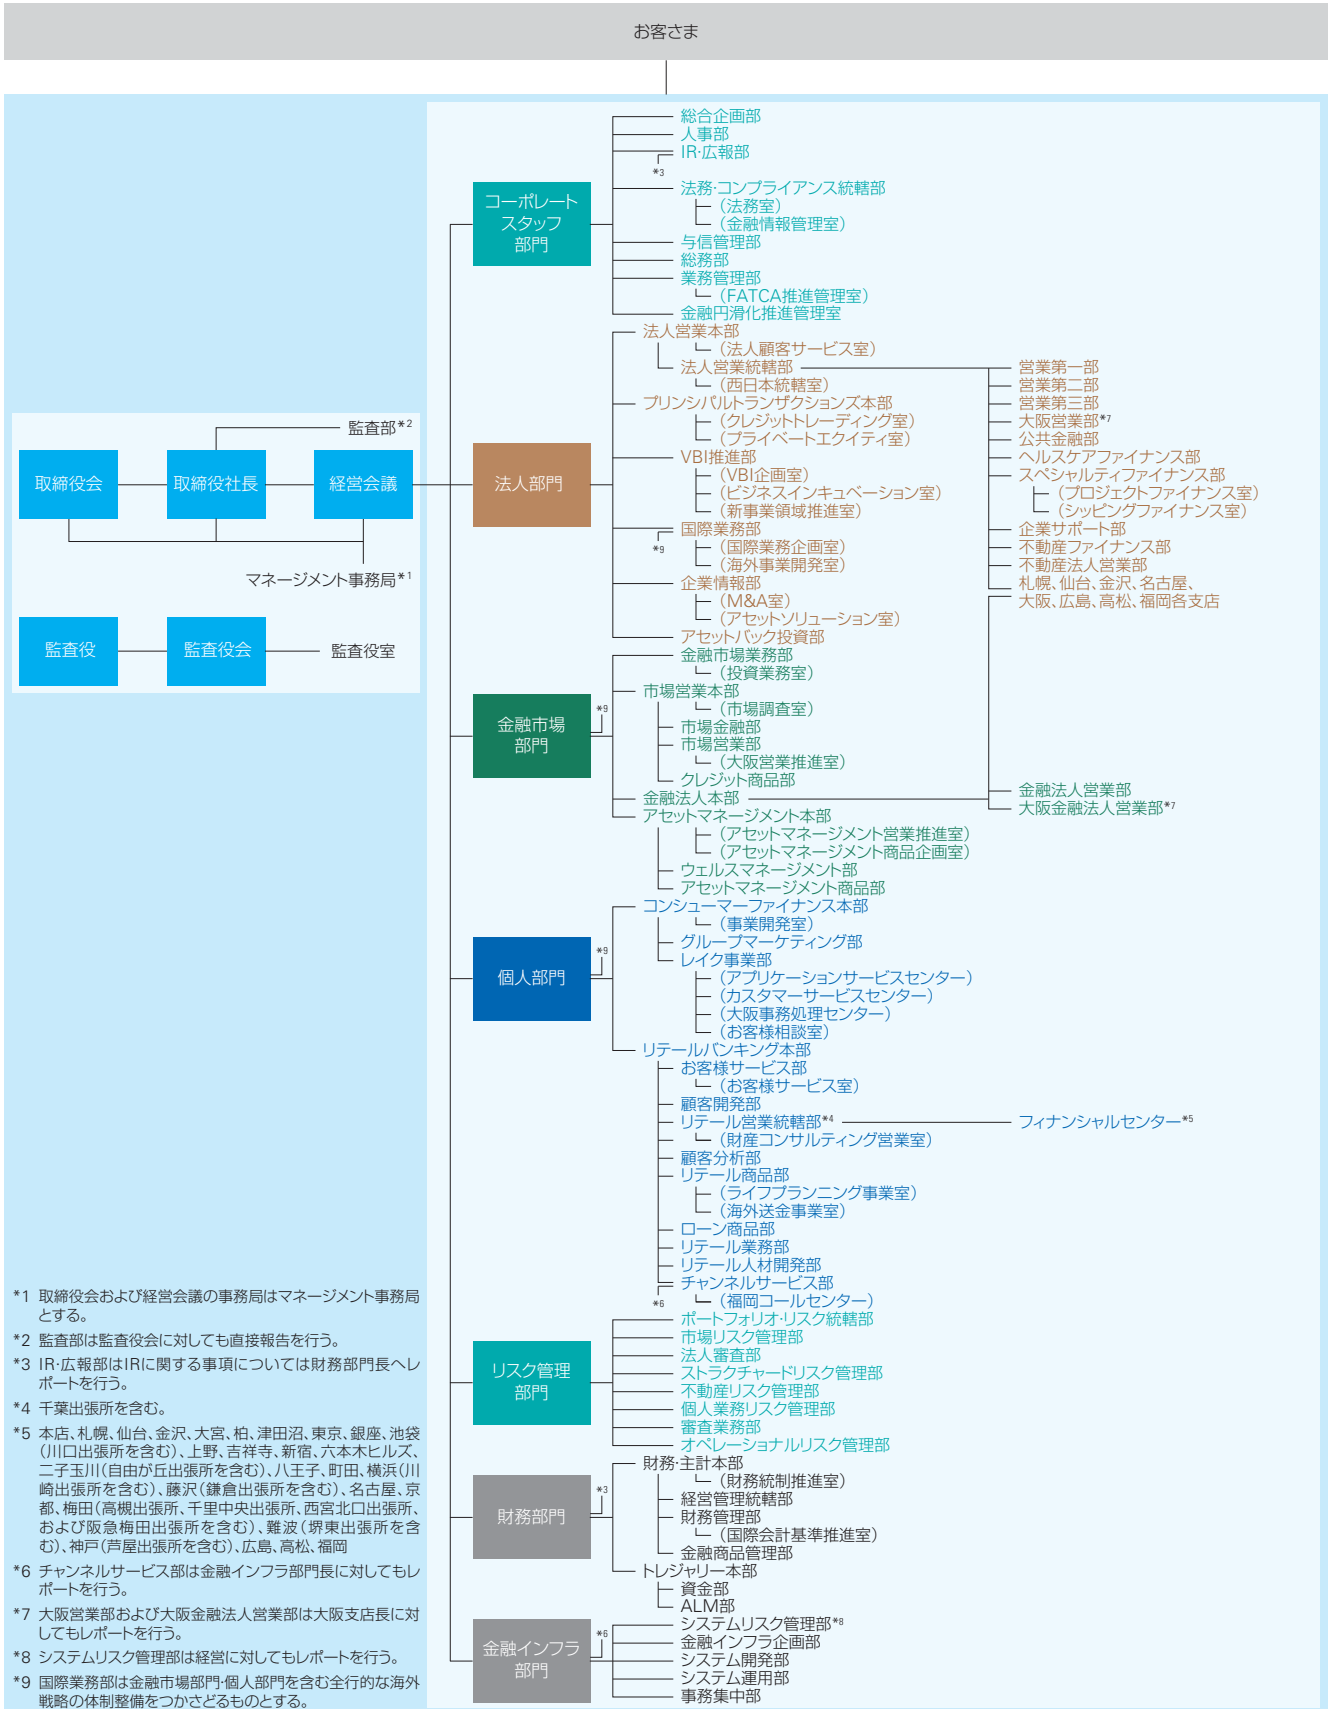 お客さま
監査部*2
取締役会
取締役社長
経営会議
マネージメント事務局*1
監査役
監査役会
監査役室
コーポレート
スタッフ
部門
総合企画部
人事部
IR・広報部
*3
法務・コンプライアンス統轄部
（法務室）
（金融情報管理室）
与信管理部
総務部
業務管理部
（FATCA推進管理室）
金融円滑化推進管理室
法人部門
法人営業本部
（法人顧客サービス室）
法人営業統轄部
（西日本統轄室）
プリンシパルトランザクションズ本部
（クレジットトレーディング室）
（プライベートエクイティ室）
VBI推進部
（VBI企画室）
（ビジネスインキュベーション室）
（新事業領域推進室）
国際業務部
*9
（国際業務企画室）
（海外事業開発室）
企業情報部
（M&A室）
（アセットソリューション室）
アセットバック投資部
営業第一部
営業第二部
営業第三部
大阪営業部*7
公共金融部
ヘルスケアファイナンス部
スペシャルティファイナンス部
（プロジェクトファイナンス室）
（シッピングファイナンス室）
企業サポート部
不動産ファイナンス部
不動産法人営業部
札幌、仙台、金沢、名古屋、
大阪、広島、高松、福岡各支店
金融市場
部門
*9
金融市場業務部
（投資業務室）
市場営業本部
（市場調査室）
市場金融部
市場営業部
（大阪営業推進室）
クレジット商品部
金融法人本部
金融法人営業部
大阪金融法人営業部*7
アセットマネージメント本部
（アセットマネージメント営業推進室）
（アセットマネージメント商品企画室）
ウェルスマネージメント部
アセットマネージメント商品部
個人部門
*9
コンシューマーファイナンス本部
（事業開発室）
グループマーケティング部
レイク事業部
（アプリケーションサービスセンター）
（カスタマーサービスセンター）
（大阪事務処理センター）
（お客様相談室）
リテールバンキング本部
お客様サービス部
（お客様サービス室）
顧客開発部
リテール営業統轄部*4
フィナンシャルセンター*5
（財産コンサルティング営業室）
顧客分析部
リテール商品部
（ライフプランニング事業室）
（海外送金事業室）
ローン商品部
リテール業務部
リテール人材開発部
チャンネルサービス部
*6
（福岡コールセンター）
リスク管理
部門
ポートフォリオ・リスク統轄部
市場リスク管理部
法人審査部
ストラクチャードリスク管理部
不動産リスク管理部
個人業務リスク管理部
審査業務部
オペレーショナルリスク管理部
財務部門
*3
財務・主計本部
（財務統制推進室）
経営管理統轄部
財務管理部
（国際会計基準推進室）
金融商品管理部
トレジャリー本部
資金部
ALM部
金融インフラ
部門
*6
システムリスク管理部*8
金融インフラ企画部
システム開発部
システム運用部
事務集中部
*1 取締役会および経営会議の事務局はマネージメント事務局
とする。
*2 監査部は監査役会に対しても直接報告を行う。
*3 IR・広報部はIRに関する事項については財務部門長へレ
ポートを行う。
*4 千葉出張所を含む。
*5 本店、札幌、仙台、金沢、大宮、柏、津田沼、東京、銀座、池袋
（川口出張所を含む）、上野、吉祥寺、新宿、六本木ヒルズ、
二子玉川（自由が丘出張所を含む）、八王子、町田、横浜（川
崎出張所を含む）、藤沢（鎌倉出張所を含む）、名古屋、京
都、梅田（高槻出張所、千里中央出張所、西宮北口出張所、
および阪急梅田出張所を含む）、難波（堺東出張所を含
む）、神戸（芦屋出張所を含む）、広島、高松、福岡
*6 チャンネルサービス部は金融インフラ部門長に対してもレ
ポートを行う。
*7 大阪営業部および大阪金融法人営業部は大阪支店長に対
してもレポートを行う。
*8 システムリスク管理部は経営に対してもレポートを行う。
*9 国際業務部は金融市場部門・個人部門を含む全行的な海外
戦略の体制整備をつかさどるものとする。